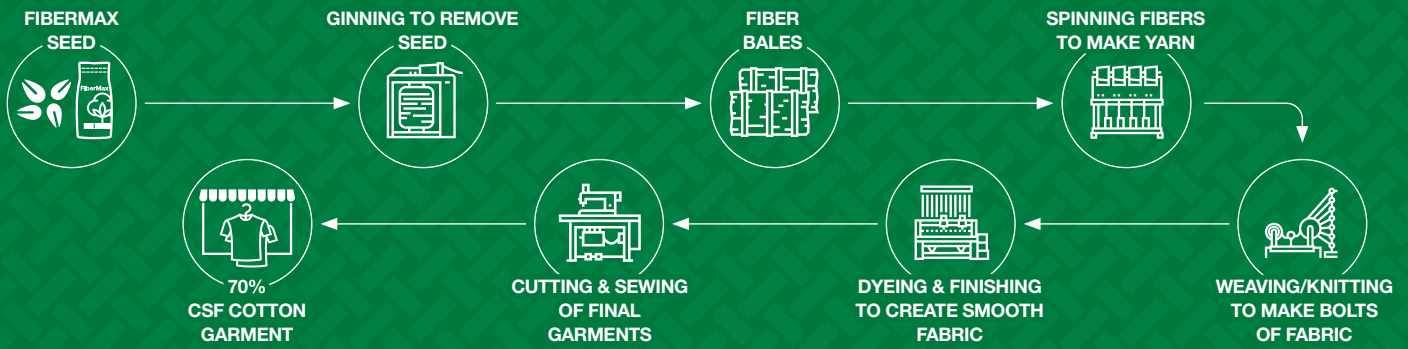 FIBERMAX
SEED
FiberMax
GINNING TO REMOVE
SEED
FIBER
BALES
SPINNING FIBERS
TO MAKE YARN
WEAVING/KNITTING
TO MAKE BOLTS
OF FABRIC
DYEING & FINISHING
TO CREATE SMOOTH
FABRIC
CUTTING & SEWING
OF FINAL
GARMENTS
70%
CSF COTTON
GARMENT